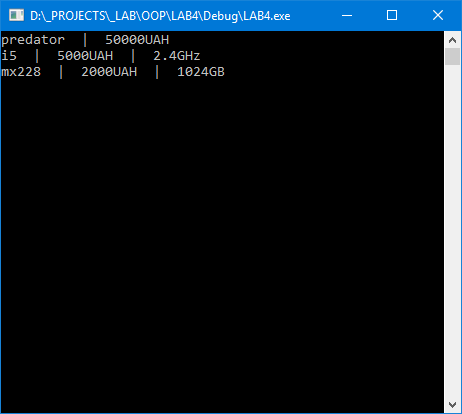 D:\_PROJECTS\_LAB\OOP\LAB4\Debug\LAB4.exe
predator  |  50000UAH
i5  |  5000UAH  |  2.4GHz
mx228  |  2000UAH  |  1024GB